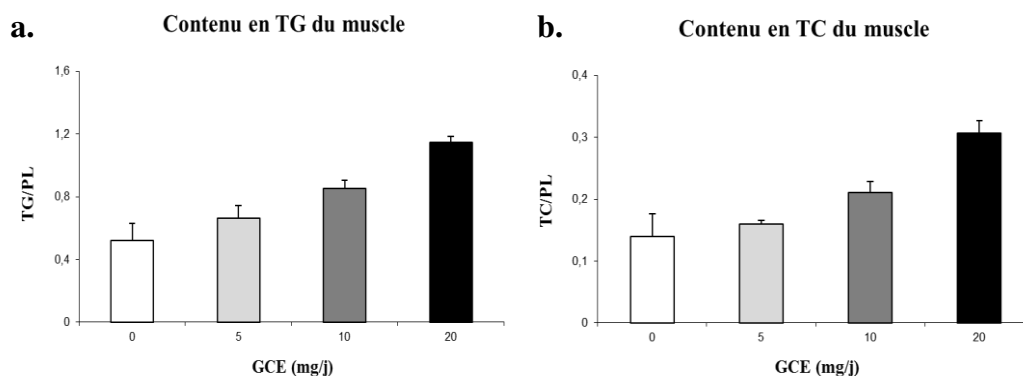 a.
Contenu en TG du muscle
1,6
1,2
0,8
0,4
0
TG/PL
0 5 10 20
GCE (mg/j)
b.
Contenu en TC du muscle
0,4
0,3
0,2
0,1
0
TC/PL
0 5 10 20
GCE (mg/j)